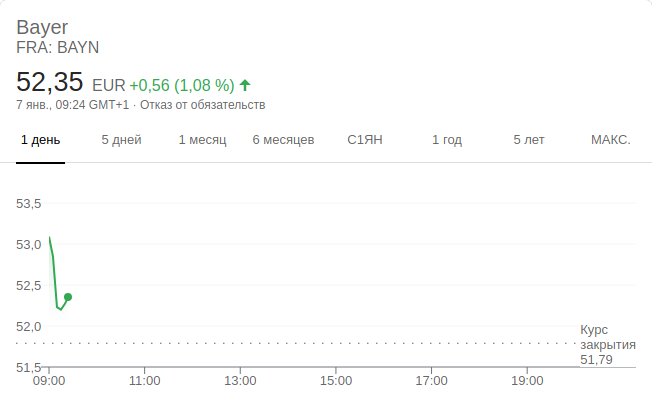 Bayer
FRA: BAYN
52,35 EUR +0,56 (1,08 %)
7 янв., 09:24 GMT+1 · Отказ от обязательств
1 день 5 дней 1 месяц 6 месяцев С1ЯН 1 год 5 лет МАКС.
53,5
53,0
52,5
52,0
Курс
закрытия
51,79
51,5
09:00 11:00 13:00 15:00 17:00 19:00